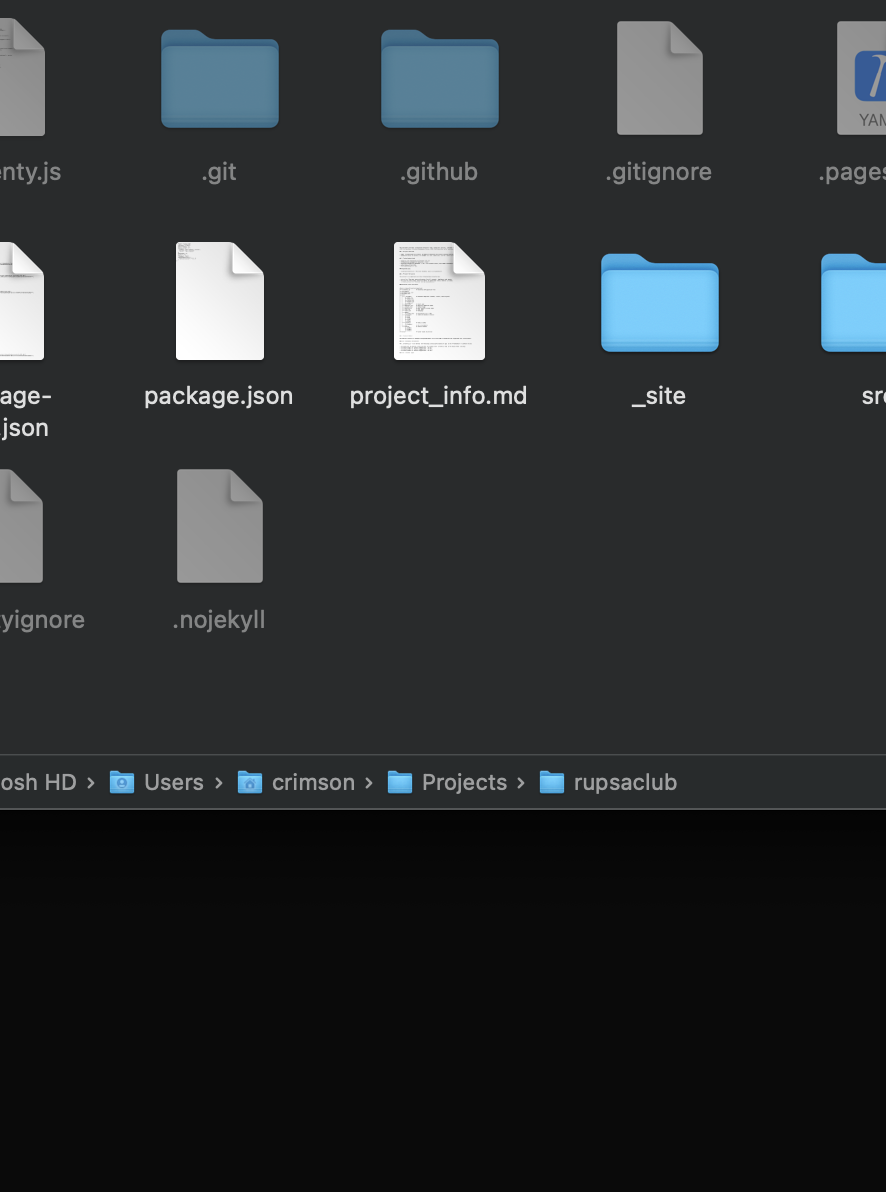 enty.js
.git
.github
.gitignore
YAM
.pages
age-
.json
package.json
project_info.md
_site
src
yignore
.nojekyll
osh HD › Users › crimson › Projects › rupsaclub